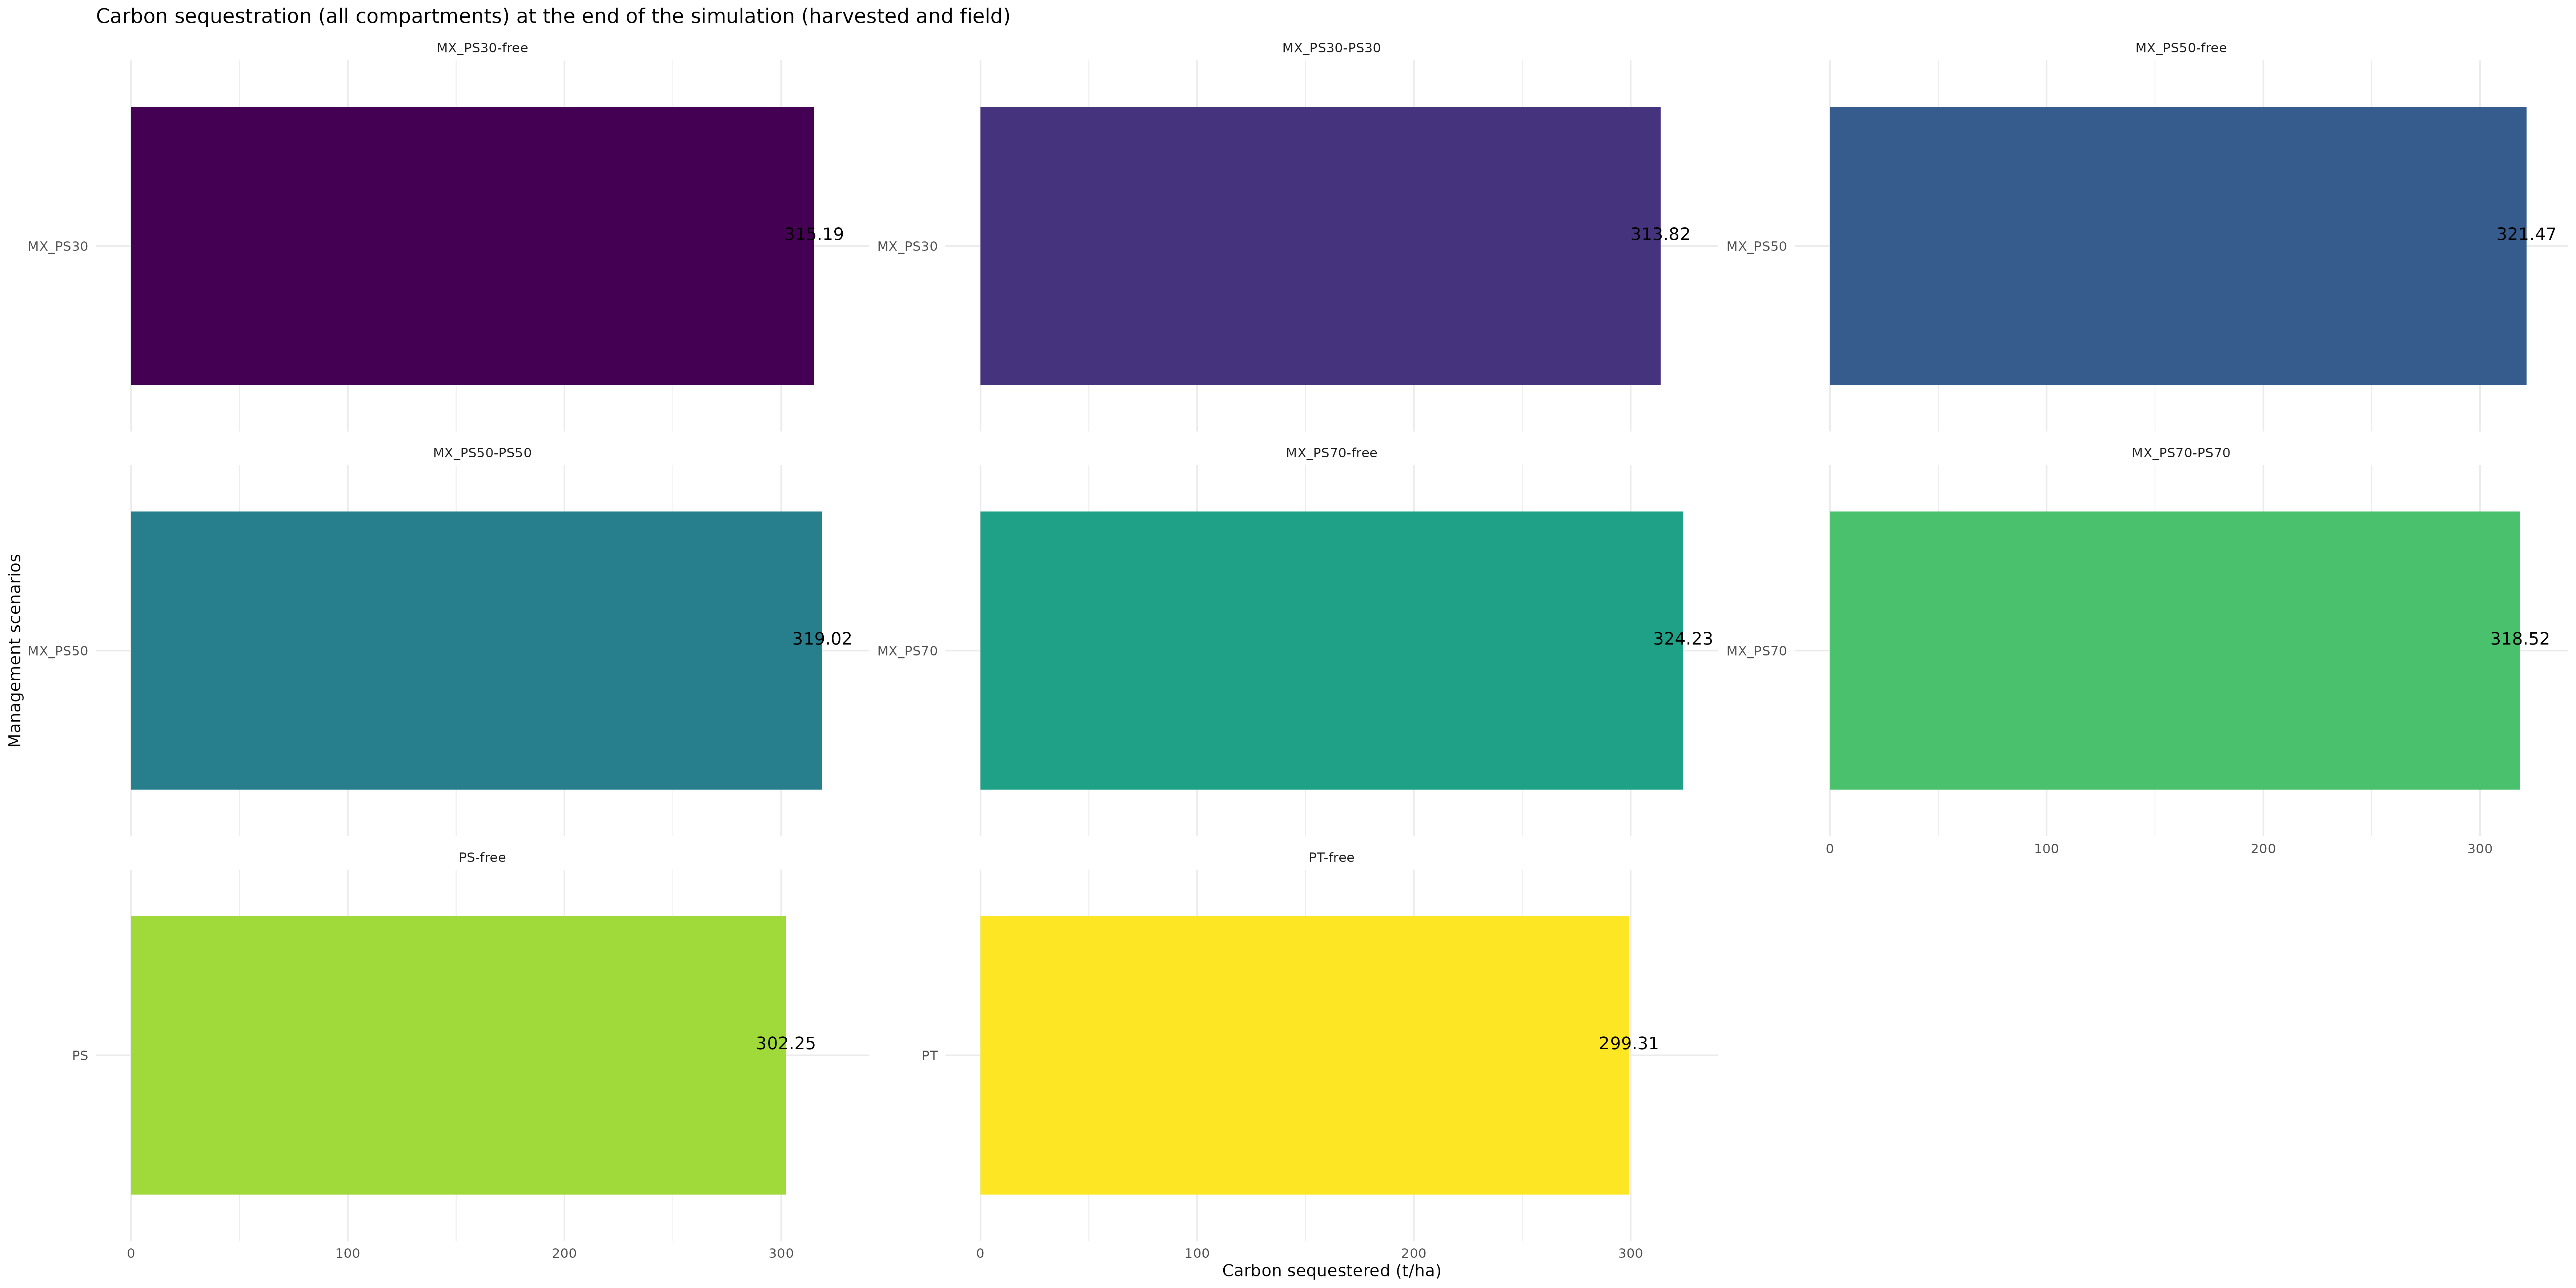 Carbon sequestration (all compartments) at the end of the simulation (harvested and field)
MX_PS30-free
MX_PS30-PS30
MX_PS50-free
MX_PS30
315.19
MX_PS30
313.82
MX_PS50
321.47
MX_PS50-PS50
MX_PS70-free
MX_PS70-PS70
Management scenarios
MX_PS50
319.02
MX_PS70
324.23
MX_PS70
318.52
0
100
200
300
PS-free
PT-free
PS
302.25
PT
299.31
0
100
200
300
0
100
200
300
Carbon sequestered (t/ha)